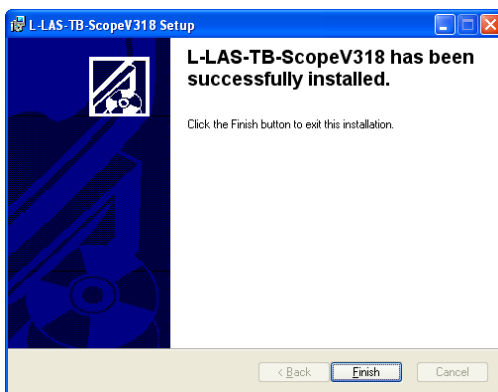 L-LAS-TB-ScopeV318 Setup
L-LAS-TB-ScopeV318 has been
successfully installed.
Click the Finish button to exit this installation.
< Back
Finish
Cancel